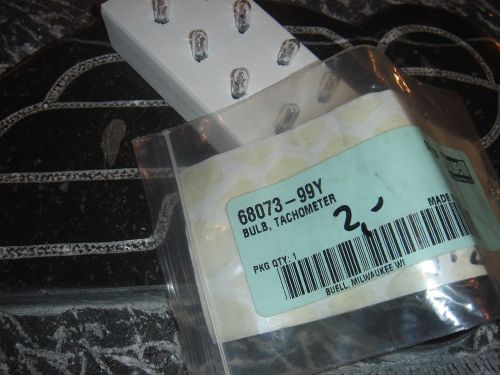 68073-99Y
BULB, TACHOMETER
2,-
MADE
PKG QTY: 1
BUELL MILWAUKEE WI